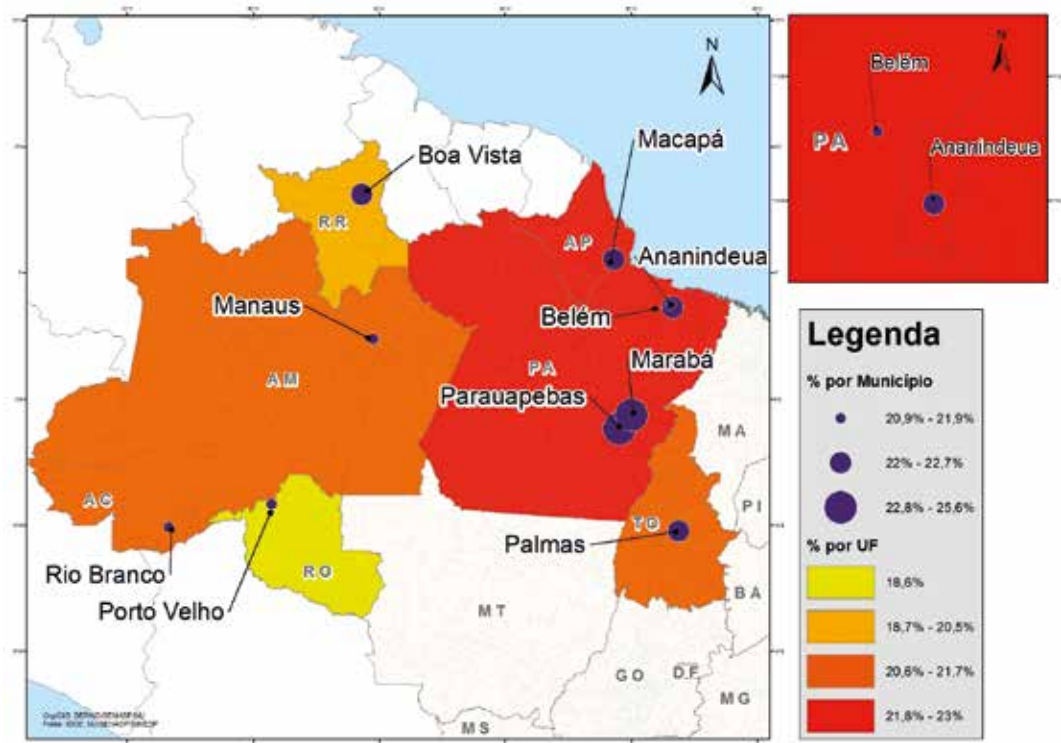 N
Boa Vista
Macapá
RR
AP
Ananindeua
Manaus
Belém
AM
PA
Marabá
Parauapebas
MA
AC
PI
TO
Palmas
Rio Branco
RO
Porto Velho
BA
MT
GO
DF
MG
MS
N
Belém
PA
Ananindeua
Legenda
% por Município
20,9% - 21,9%
22% - 22,7%
22,8% - 25,6%
% por UF
18,6%
18,7% - 20,5%
20,6% - 21,7%
21,8% - 23%